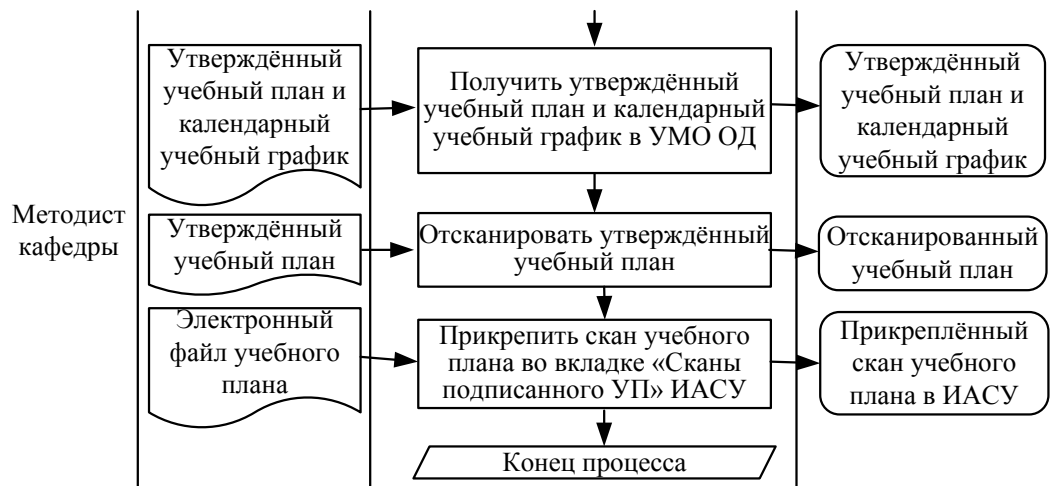 Методист
кафедры
Утверждённый
учебный план и
календарный
учебный график
Получить утверждённый
учебный план и календарный
учебный график в УМО ОД
Утверждённый
учебный план и
календарный
учебный график
Утверждённый
учебный план
Отсканировать утверждённый
учебный план
Отсканированный
учебный план
Электронный
файл учебного
плана
Прикрепить скан учебного
плана во вкладке «Сканы
подписанного УП» ИАСУ
Прикреплённый
скан учебного
плана в ИАСУ
Конец процесса